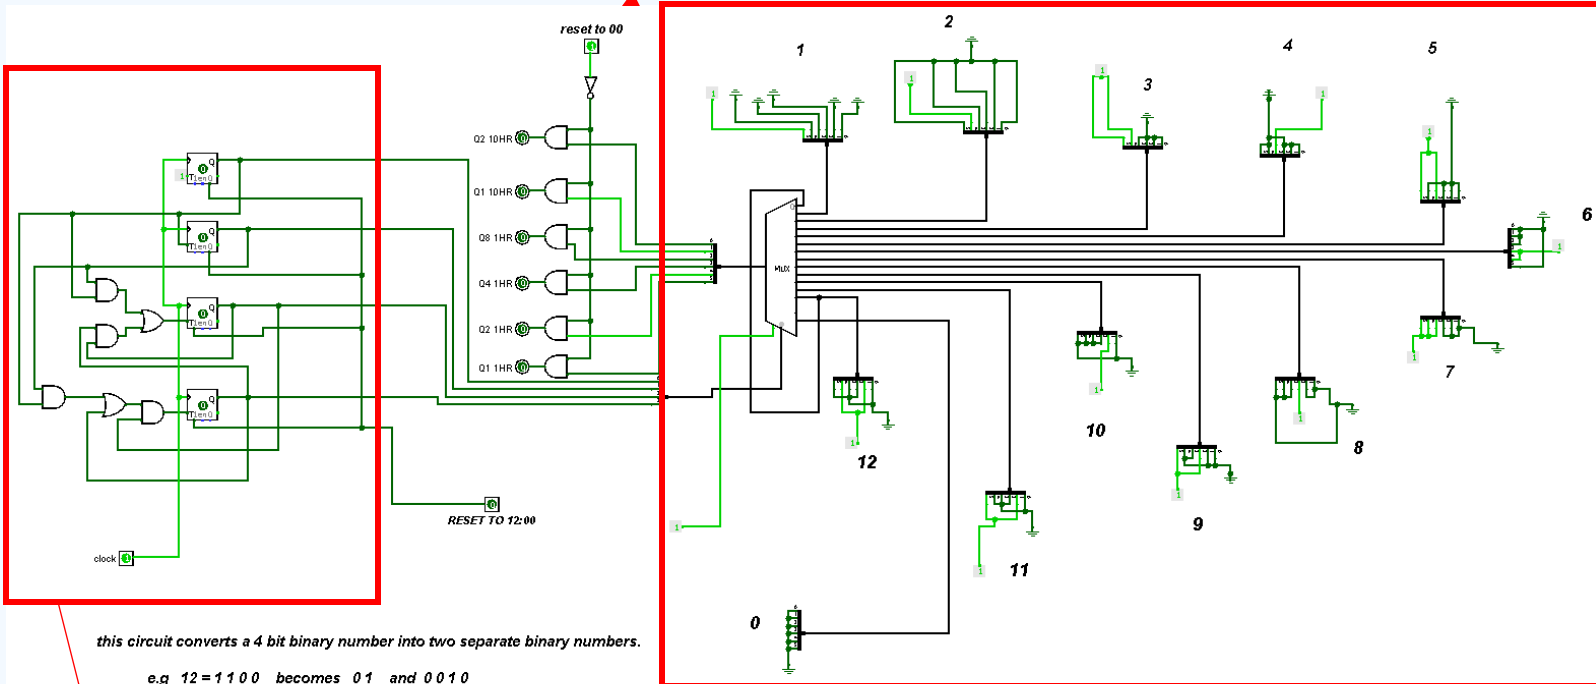 reset to 00
1
2
3
4
5
6
Q2 10HR
Q1 10HR
Q8 1HR
Q4 1HR
Q2 1HR
Q1 1HR
MUX
7
8
9
10
11
12
0
RESET TO 12:00
clock
this circuit converts a 4 bit binary number into two separate binary numbers.
e.g 12 = 1 1 0 0 becomes 0 1 and 0 0 1 0